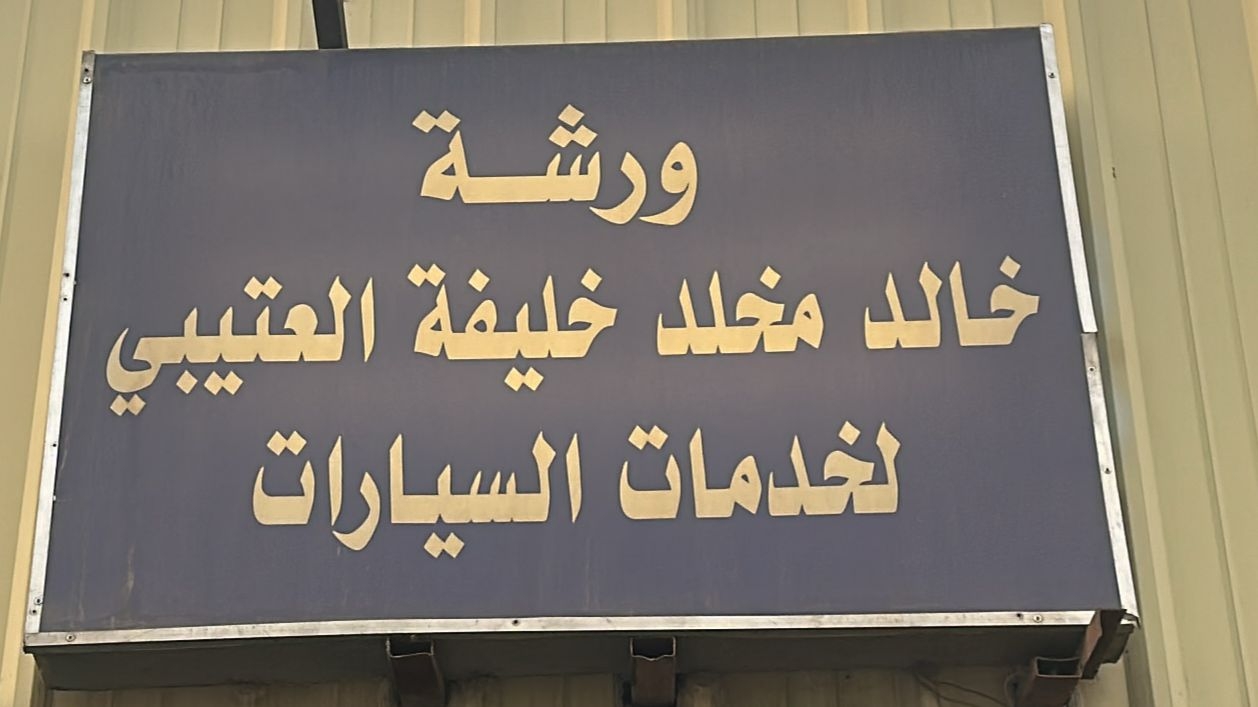 ورشة
خالد مخلد خليفة العتيبي
لخدمات السيارات